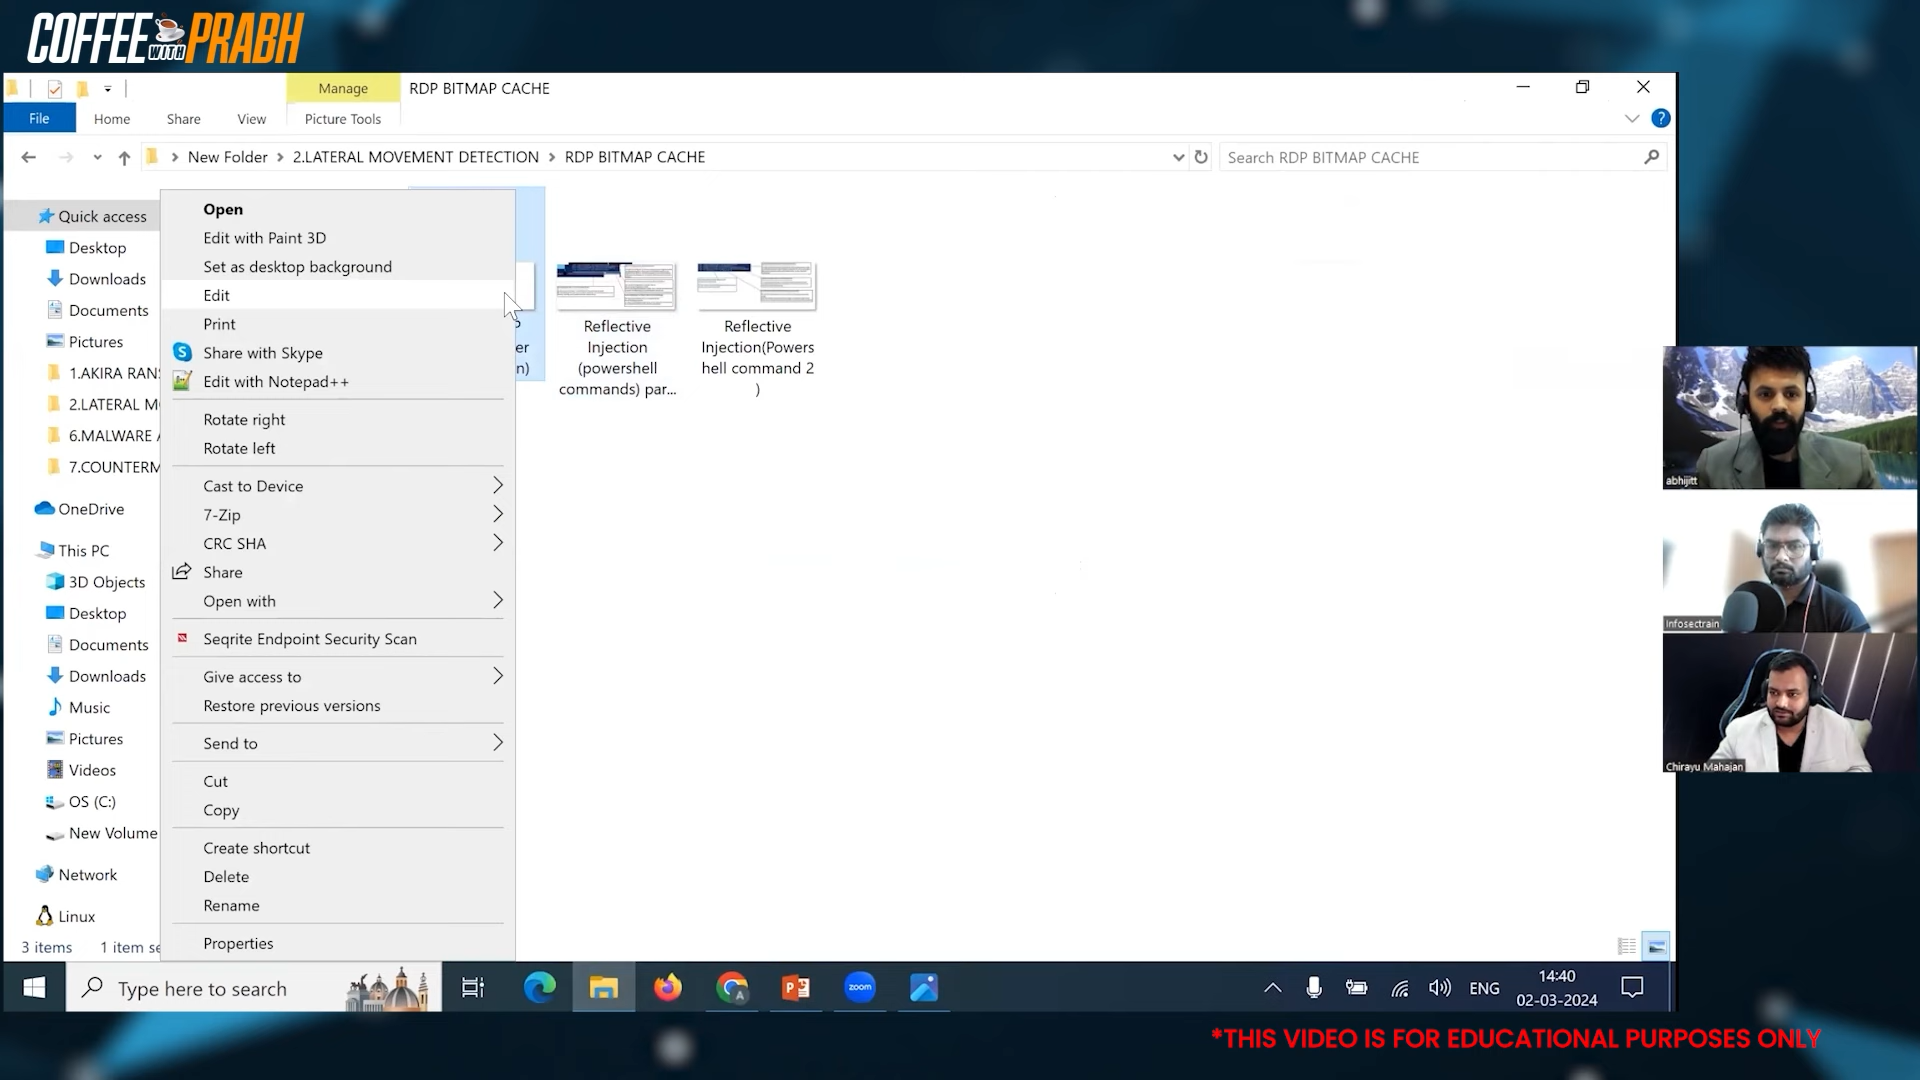 COFFEE WITH PRABH
Manage
RDP BITMAP CACHE
File
Home
Share
View
Picture Tools
New Folder
2.LATERAL MOVEMENT DETECTION
RDP BITMAP CACHE
Search RDP BITMAP CACHE
Quick access
Desktop
Downloads
Documents
Pictures
1.AKIRA RANS
2.LATERAL M
6.MALWARE A
7.COUNTERM
OneDrive
This PC
3D Objects
Desktop
Documents
Downloads
Music
Pictures
Videos
OS (C:)
New Volume
Network
Linux
3 items
1 item se
Open
Edit with Paint 3D
Set as desktop background
Edit
Print
Share with Skype
Edit with Notepad++
Rotate right
Rotate left
Cast to Device
7-Zip
CRC SHA
Share
Open with
Seqrite Endpoint Security Scan
Give access to
Restore previous versions
Send to
Cut
Copy
Create shortcut
Delete
Rename
Properties
er
n)
Reflective
Injection
(powershell
commands) par...
Reflective
Injection(Powers
hell command 2
)
abhijitt
Infosectrain
Chirayu Mahajan
Type here to search
zoom
ENG
14:40
02-03-2024
*THIS VIDEO IS FOR EDUCATIONAL PURPOSES ONLY